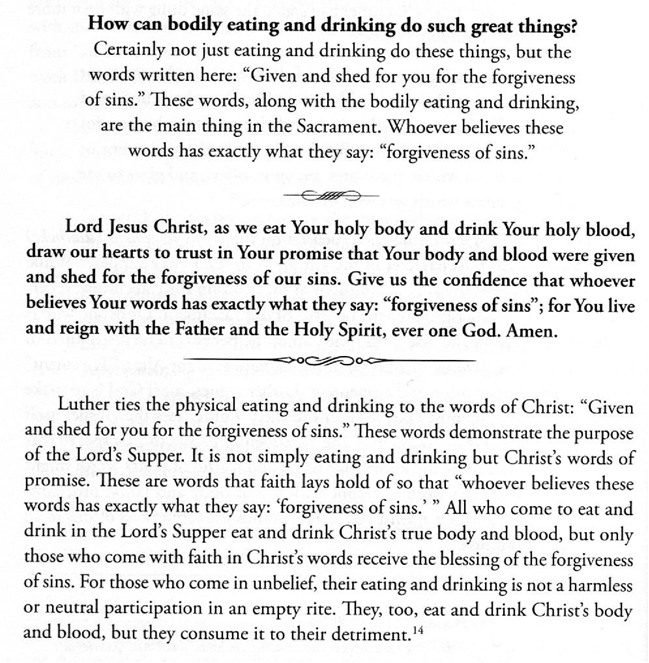 How can bodily eating and drinking do such great things?
Certainly not just eating and drinking do these things, but the
words written here: “Given and shed for you for the forgiveness
of sins.” These words, along with the bodily eating and drinking,
are the main thing in the Sacrament. Whoever believes these
words has exactly what they say: “forgiveness of sins.”
Lord Jesus Christ, as we eat Your holy body and drink Your holy blood,
draw our hearts to trust in Your promise that Your body and blood were given
and shed for the forgiveness of our sins. Give us the confidence that whoever
believes Your words has exactly what they say: “forgiveness of sins”; for You live
and reign with the Father and the Holy Spirit, ever one God. Amen.
Luther ties the physical eating and drinking to the words of Christ: “Given
and shed for you for the forgiveness of sins.” These words demonstrate the purpose
of the Lord’s Supper. It is not simply eating and drinking but Christ’s words of
promise. These are words that faith lays hold of so that “whoever believes these
words has exactly what they say: ‘forgiveness of sins.’ ” All who come to eat and
drink in the Lord’s Supper eat and drink Christ’s true body and blood, but only
those who come with faith in Christ’s words receive the blessing of the forgiveness
of sins. For those who come in unbelief, their eating and drinking is not a harmless
or neutral participation in an empty rite. They, too, eat and drink Christ’s body
and blood, but they consume it to their detriment.14